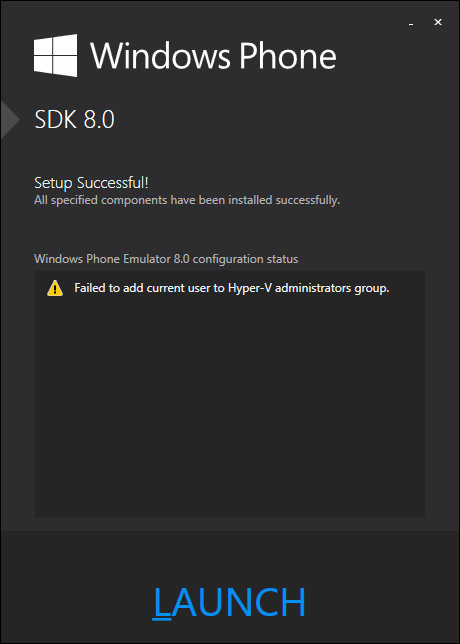 Windows Phone
SDK 8.0
Setup Successful!
All specified components have been installed successfully.
Windows Phone Emulator 8.0 configuration status
Failed to add current user to Hyper-V administrators group.
LAUNCH